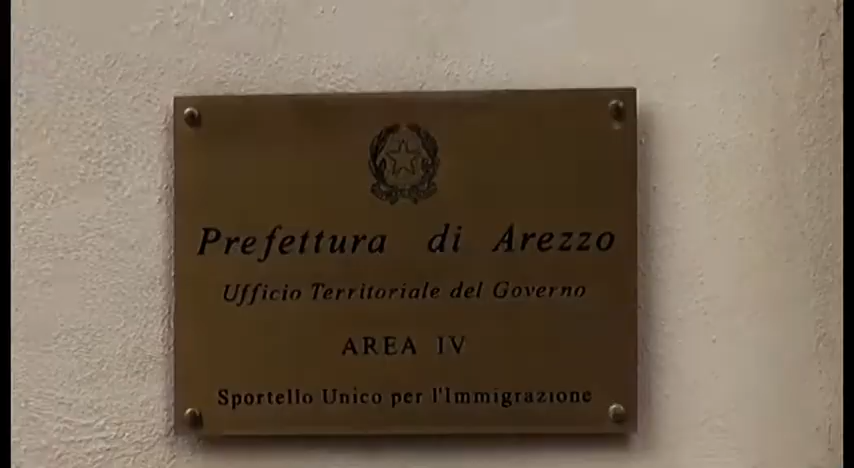 Prefettura di Arezzo
Ufficio Territoriale del Governo
AREA IV
Sportello Unico per l'Immigrazione